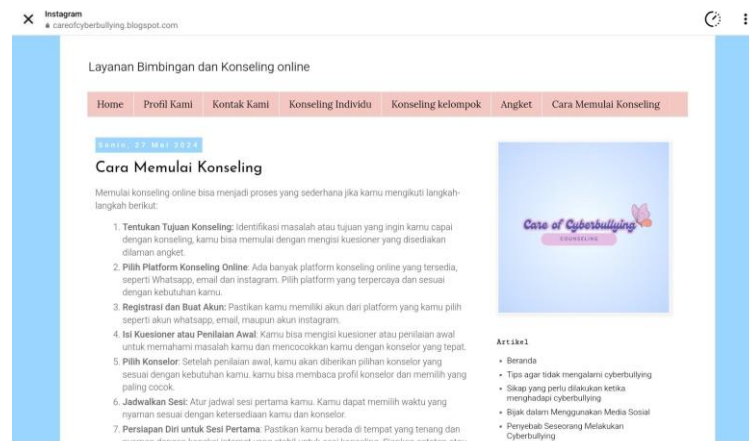 Instagram
careofcyberbullying.blogspot.com
Layanan Bimbingan dan Konseling online
Home Profil Kami Kontak Kami Konseling Individu Konseling kelompok Angket Cara Memulai Konseling
Senin, 27 Mei 2024
Cara Memulai Konseling
Memulai konseling online bisa menjadi proses yang sederhana jika kamu mengikuti langkah-
langkah berikut:
1. Tentukan Tujuan Konseling: Identifikasi masalah atau tujuan yang ingin kamu capai
dengan konseling, kamu bisa memulai dengan mengisi kuesioner yang disediakan
dilaman angket.
2. Pilih Platform Konseling Online: Ada banyak platform konseling online yang tersedia,
seperti Whatsapp, email dan instagram. Pilih platform yang terpercaya dan sesuai
dengan kebutuhan kamu.
3. Registrasi dan Buat Akun: Pastikan kamu memiliki akun dari platform yang kamu pilih
seperti akun whatsapp, email, maupun akun instagram.
4. Isi Kuesioner atau Penilaian Awal: Kamu bisa mengisi kuesioner atau penilaian awal
untuk memahami masalah kamu dan mencocokkan kamu dengan konselor yang tepat.
5. Pilih Konselor: Setelah penilaian awal, kamu akan diberikan pilihan konselor yang
sesuai dengan kebutuhan kamu. kamu bisa membaca profil konselor dan memilih yang
paling cocok.
6. Jadwalkan Sesi: Atur jadwal sesi pertama kamu. Kamu dapat memilih waktu yang
nyaman sesuai dengan ketersediaan kamu dan konselor.
7. Persiapan Diri untuk Sesi Pertama: Pastikan kamu berada di tempat yang tenang dan
Care of Cyberbullying
COUNSELING
Artikel
Beranda
Tips agar tidak mengalami cyberbullying
Sikap yang perlu dilakukan ketika
menghadapi cyberbullying
Bijak dalam Menggunakan Media Sosial
Penyebab Seseorang Melakukan
Cyberbullying